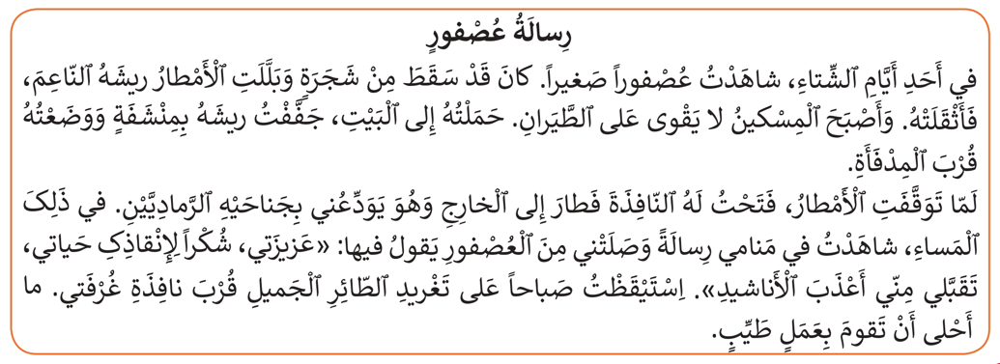 رِسالَةُ عُصْفورٍ
في أَحَدِ أَيَّامِ ٱلشِّتاءِ، شاهَدْتُ عُصْفوراً صَغيراً. كانَ قَدْ سَقَطَ مِنْ شَجَرَةٍ وَبَلَّلَتِ ٱلْأَمْطارُ ريشَهُ ٱلنّاعِمَ،
فَأَثْقَلَتْهُ. وَأَصْبَحَ ٱلْمِسْكينُ لا يَقْوى عَلى ٱلطَّيَرانِ. حَمَلْتُهُ إِلى ٱلْبَيْتِ، جَفَّفْتُ ريشَهُ بِمِنْشَفَةٍ وَوَضَعْتُهُ
قُرْبَ ٱلْمِدْفَأَةِ.
لَمّا تَوَقَّفَتِ ٱلْأَمْطارُ، فَتَحْتُ لَهُ ٱلنّافِذَةَ فَطارَ إِلى ٱلْخارِجِ وَهُوَ يَوَدِّعُني بِجَناحَيْهِ ٱلرَّمادِيَّيْنِ. في ذَلِكَ
ٱلْمَساءِ، شاهَدْتُ في مَنامي رِسالَةً وَصَلَتْني مِنَ ٱلْعُصْفورِ يَقولُ فيها: «عَزيزَتي، شُكْراً لِإِنْقاذِكِ حَياتي،
تَقَبَّلي مِنّي أَعْذَبَ ٱلْأَناشيدِ». اِسْتَيْقَظْتُ صَباحاً عَلى تَغْريدِ ٱلطّائِرِ ٱلْجَميلِ قُرْبَ نافِذَةِ غُرْفَتي. ما
أَحْلى أَنْ تَقومَ بِعَمَلٍ طَيِّبٍ.